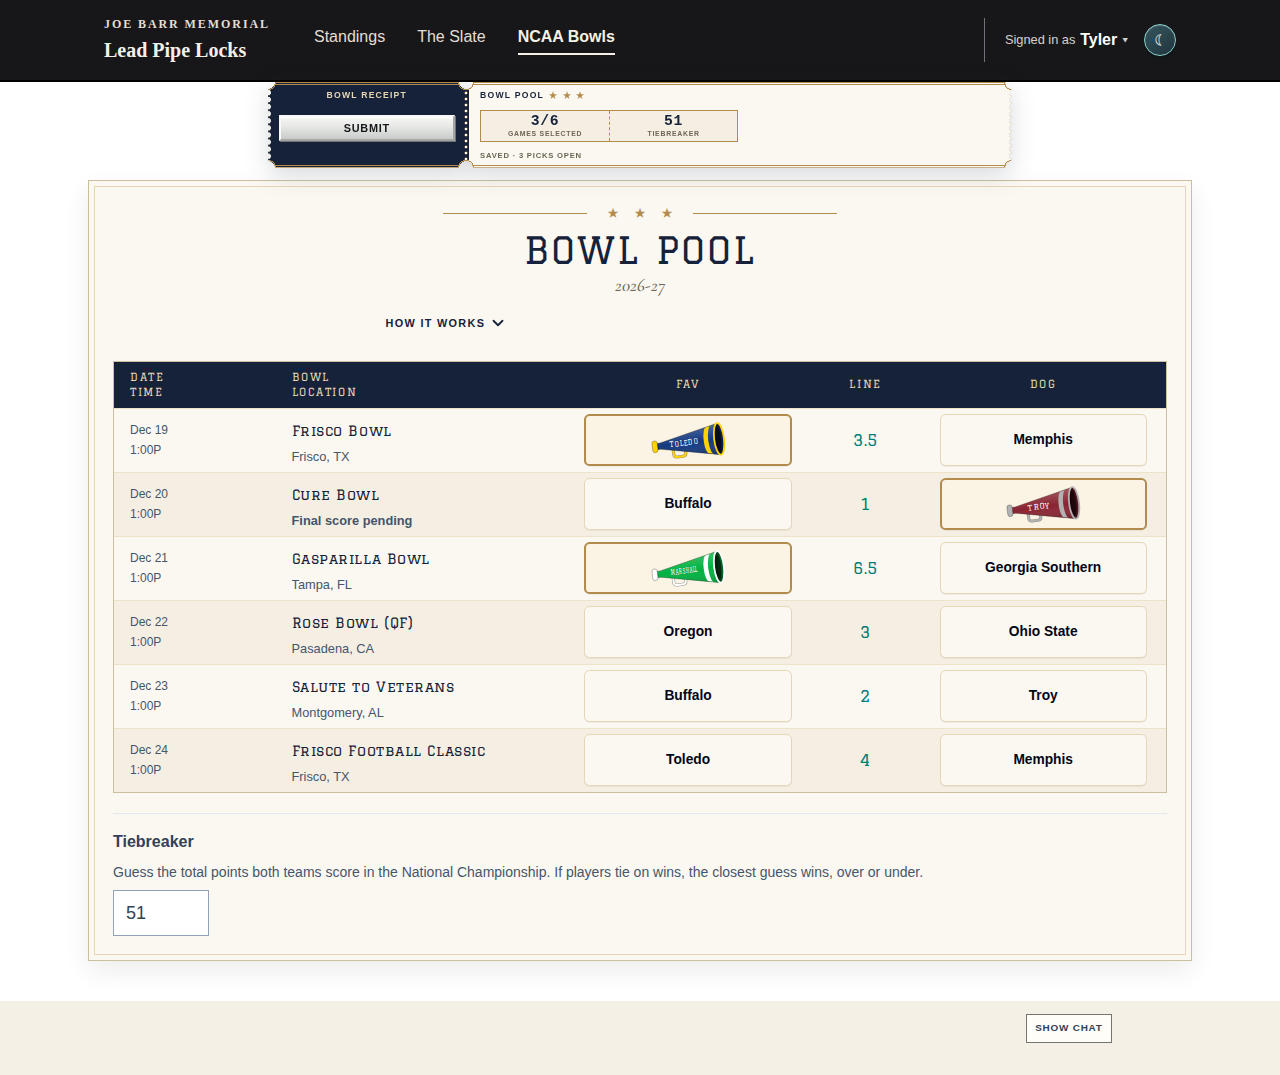 JOE BARR MEMORIAL
Lead Pipe Locks
Standings
The Slate
NCAA Bowls
Signed in as Tyler
BOWL RECEIPT
SUBMIT
BOWL POOL ★ ★ ★
3/6
GAMES SELECTED
51
TIEBREAKER
SAVED · 3 PICKS OPEN
★ ★ ★
BOWL POOL
2026-27
HOW IT WORKS
DATE
TIME
BOWL
LOCATION
FAV
LINE
DOG
Dec 19
1:00P
Frisco Bowl
Frisco, TX
TOLEDO
3.5
Memphis
Dec 20
1:00P
Cure Bowl
Final score pending
Buffalo
1
TROY
Dec 21
1:00P
Gasparilla Bowl
Tampa, FL
MARSHALL
6.5
Georgia Southern
Dec 22
1:00P
Rose Bowl (QF)
Pasadena, CA
Oregon
3
Ohio State
Dec 23
1:00P
Salute to Veterans
Montgomery, AL
Buffalo
2
Troy
Dec 24
1:00P
Frisco Football Classic
Frisco, TX
Toledo
4
Memphis
Tiebreaker
Guess the total points both teams score in the National Championship. If players tie on wins, the closest guess wins, over or under.
51
SHOW CHAT